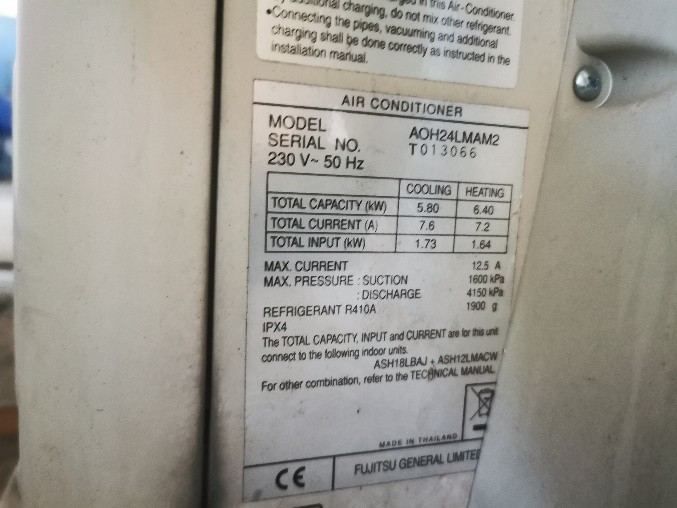 in this Air-Conditioner.
additional charging, do not mix other refrigerant.
•Connecting the pipes, vacuuming and additional
charging shall be done correctly as instructed in the
installation manual.
AIR CONDITIONER
MODEL AOH24LMAM2
SERIAL NO. T013066
230 V~ 50 Hz
COOLING HEATING
TOTAL CAPACITY (kW) 5.80 6.40
TOTAL CURRENT (A) 7.6 7.2
TOTAL INPUT (kW) 1.73 1.64
MAX. CURRENT 12.5 A
MAX. PRESSURE : SUCTION 1600 kPa
: DISCHARGE 4150 kPa
REFRIGERANT R410A 1900 g
IPX4
The TOTAL CAPACITY, INPUT and CURRENT are for this unit
connect to the following indoor units.
ASH18LBAJ + ASH12LMACW
For other combination, refer to the TECHNICAL MANUAL
MADE IN THAILAND
CE FUJITSU GENERAL LIMITED